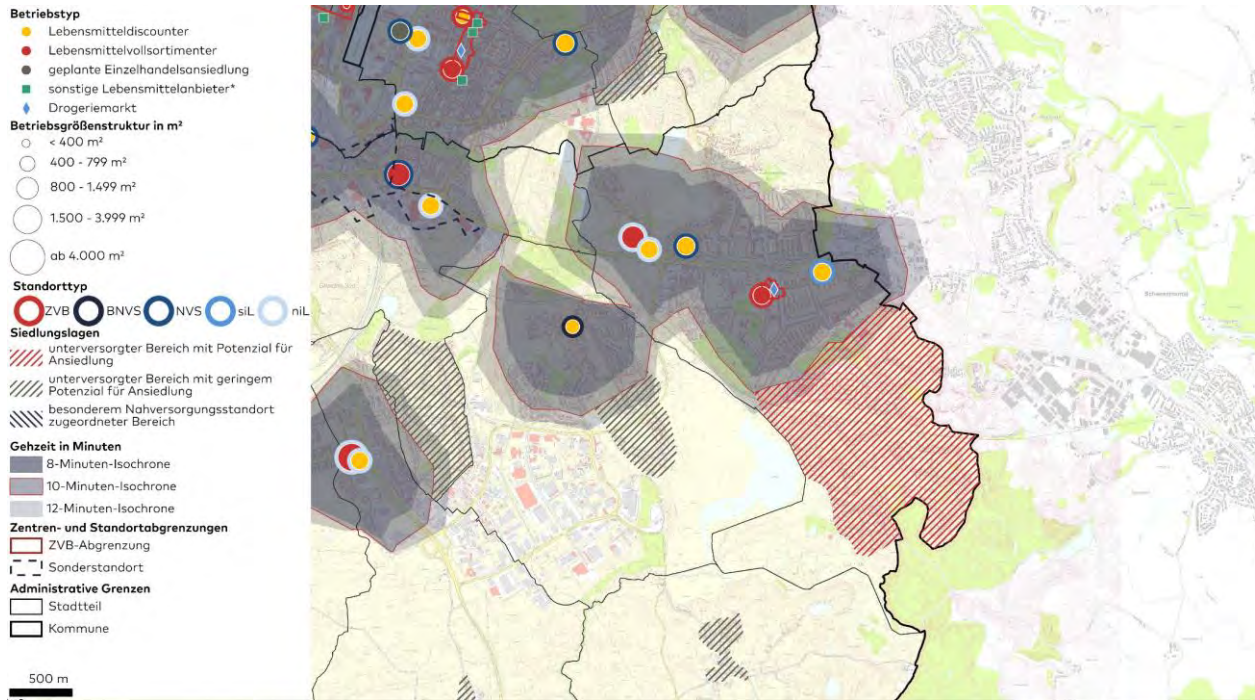 Betriebstyp
Lebensmitteldiscounter
Lebensmittelvollsortimenter
geplante Einzelhandelsansiedlung
sonstige Lebensmittelanbieter*
Drogeriemarkt
Betriebsgrößenstruktur in m²
< 400 m²
400 - 799 m²
800 - 1.499 m²
1.500 - 3.999 m²
ab 4.000 m²
Standorttyp
ZVB BNVS NVS siL niL
Siedlungslagen
unterversorgter Bereich mit Potenzial für
Ansiedlung
unterversorgter Bereich mit geringem
Potenzial für Ansiedlung
besonderem Nahversorgungsstandort
zugeordneter Bereich
Gehzeit in Minuten
8-Minuten-Isochrone
10-Minuten-Isochrone
12-Minuten-Isochrone
Zentren- und Standortabgrenzungen
ZVB-Abgrenzung
Sonderstandort
Administrative Grenzen
Stadtteil
Kommune
500 m